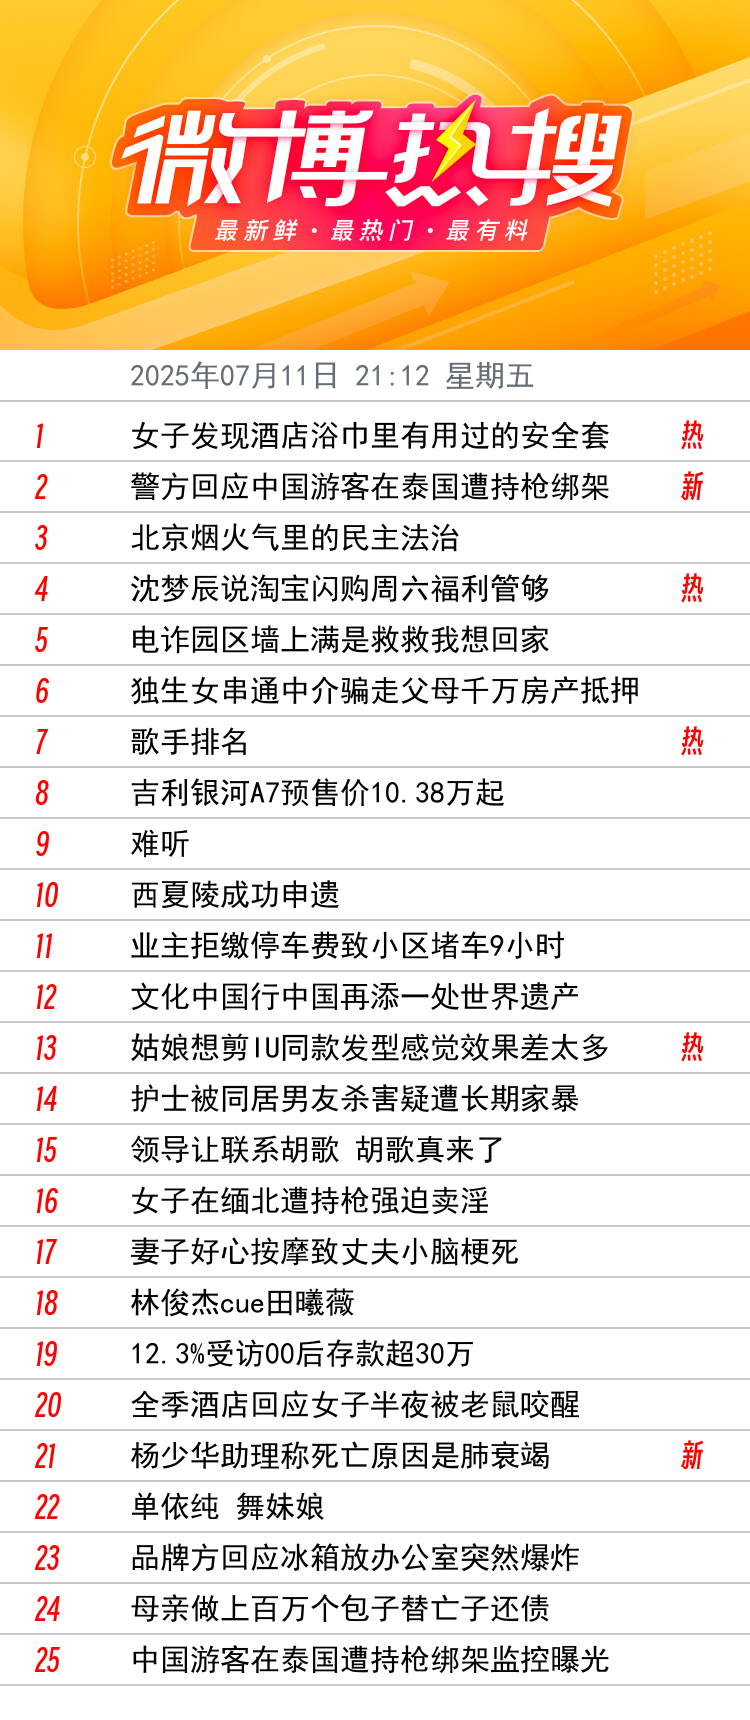 微博热搜
最新鲜·最热门·最有料
2025年07月11日 21:12 星期五
1 女子发现酒店浴巾里有用过的安全套 热
2 警方回应中国游客在泰国遭持枪绑架 新
3 北京烟火气里的民主法治
4 沈梦辰说淘宝闪购周六福利管够 热
5 电诈园区墙上满是救救我想回家
6 独生女串通中介骗走父母千万房产抵押
7 歌手排名 热
8 吉利银河A7预售价10.38万起
9 难听
10 西夏陵成功申遗
11 业主拒缴停车费致小区堵车9小时
12 文化中国行中国再添一处世界遗产
13 姑娘想剪IU同款发型感觉效果差太多 热
14 护士被同居男友杀害疑遭长期家暴
15 领导让联系胡歌 胡歌真来了
16 女子在缅北遭持枪强迫卖淫
17 妻子好心按摩致丈夫小脑梗死
18 林俊杰cue田曦薇
19 12.3%受访00后存款超30万
20 全季酒店回应女子半夜被老鼠咬醒
21 杨少华助理称死亡原因是肺衰竭 新
22 单依纯 舞妹娘
23 品牌方回应冰箱放办公室突然爆炸
24 母亲做上百万个包子替亡子还债
25 中国游客在泰国遭持枪绑架监控曝光